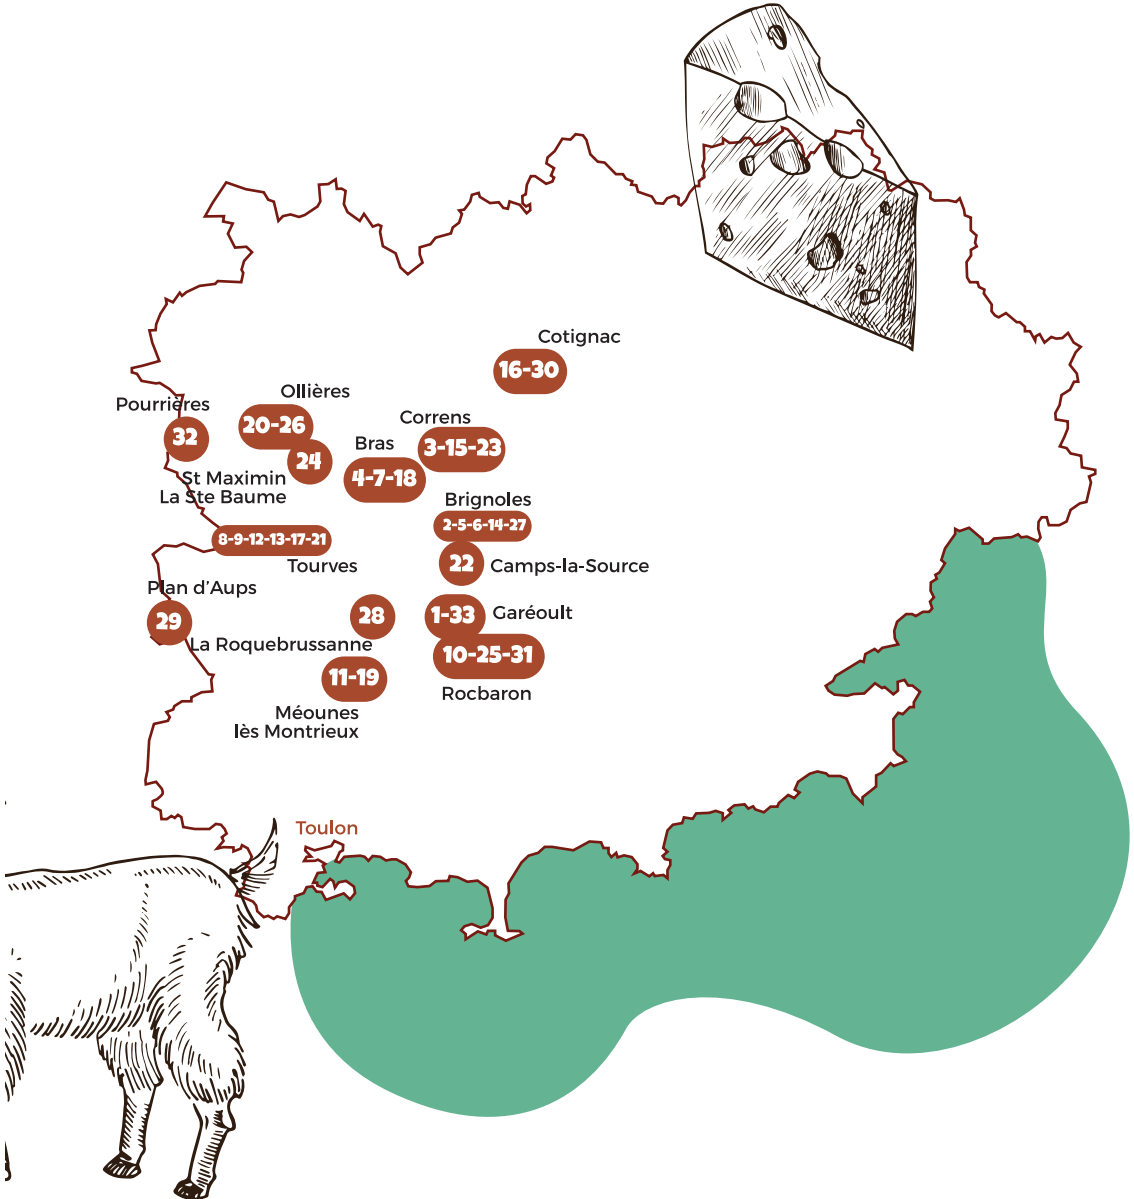 Cotignac
16-30
Ollières
20-26
Pourrières
32
Correns
3-15-23
Bras
4-7-18
24
St Maximin
La Ste Baume
Brignoles
2-5-6-14-27
8-9-12-13-17-21
Tourves
22
Camps-la-Source
Plan d'Aups
29
28
La Roquebrussanne
1-33
Garéoult
10-25-31
Rocbaron
11-19
Méounes
lès Montrieux
Toulon